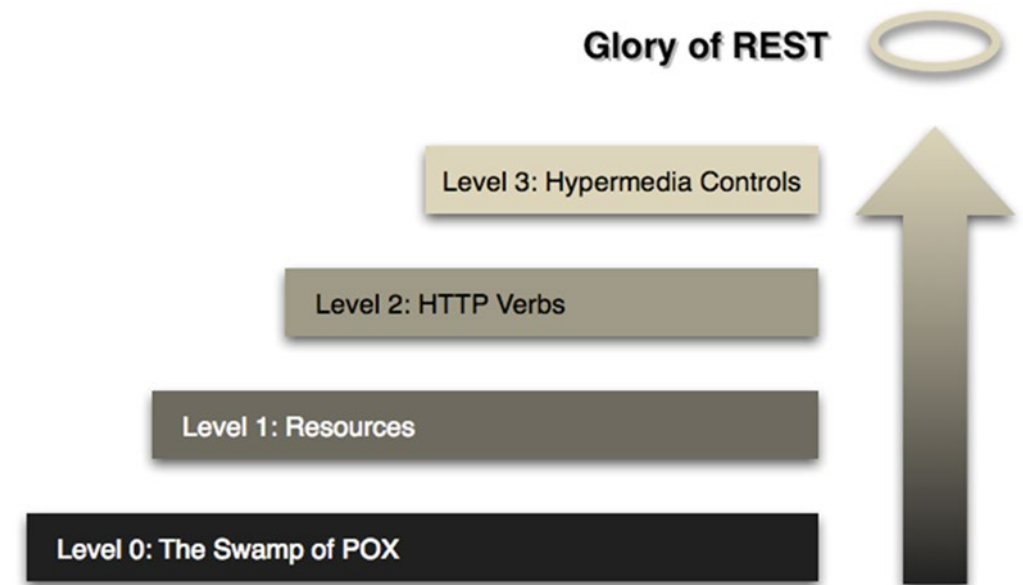 Glory of REST
Level 3: Hypermedia Controls
Level 2: HTTP Verbs
Level 1: Resources
Level 0: The Swamp of POX